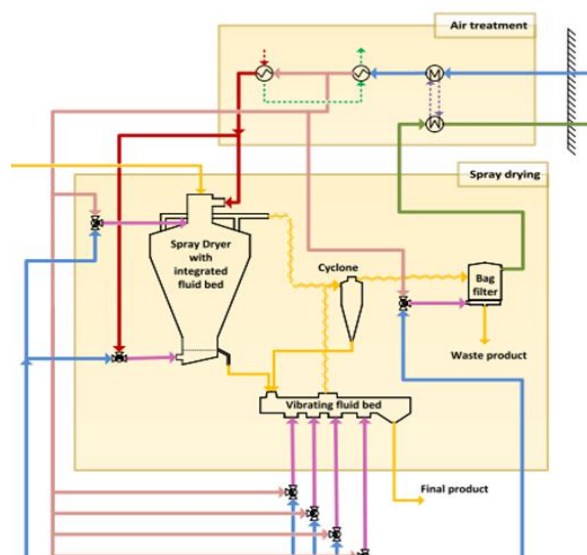 Air treatment
Spray drying
Spray Dryer
with
integrated
fluid bed
Cyclone
Bag
filter
Waste product
Vibrating fluid bed
Final product